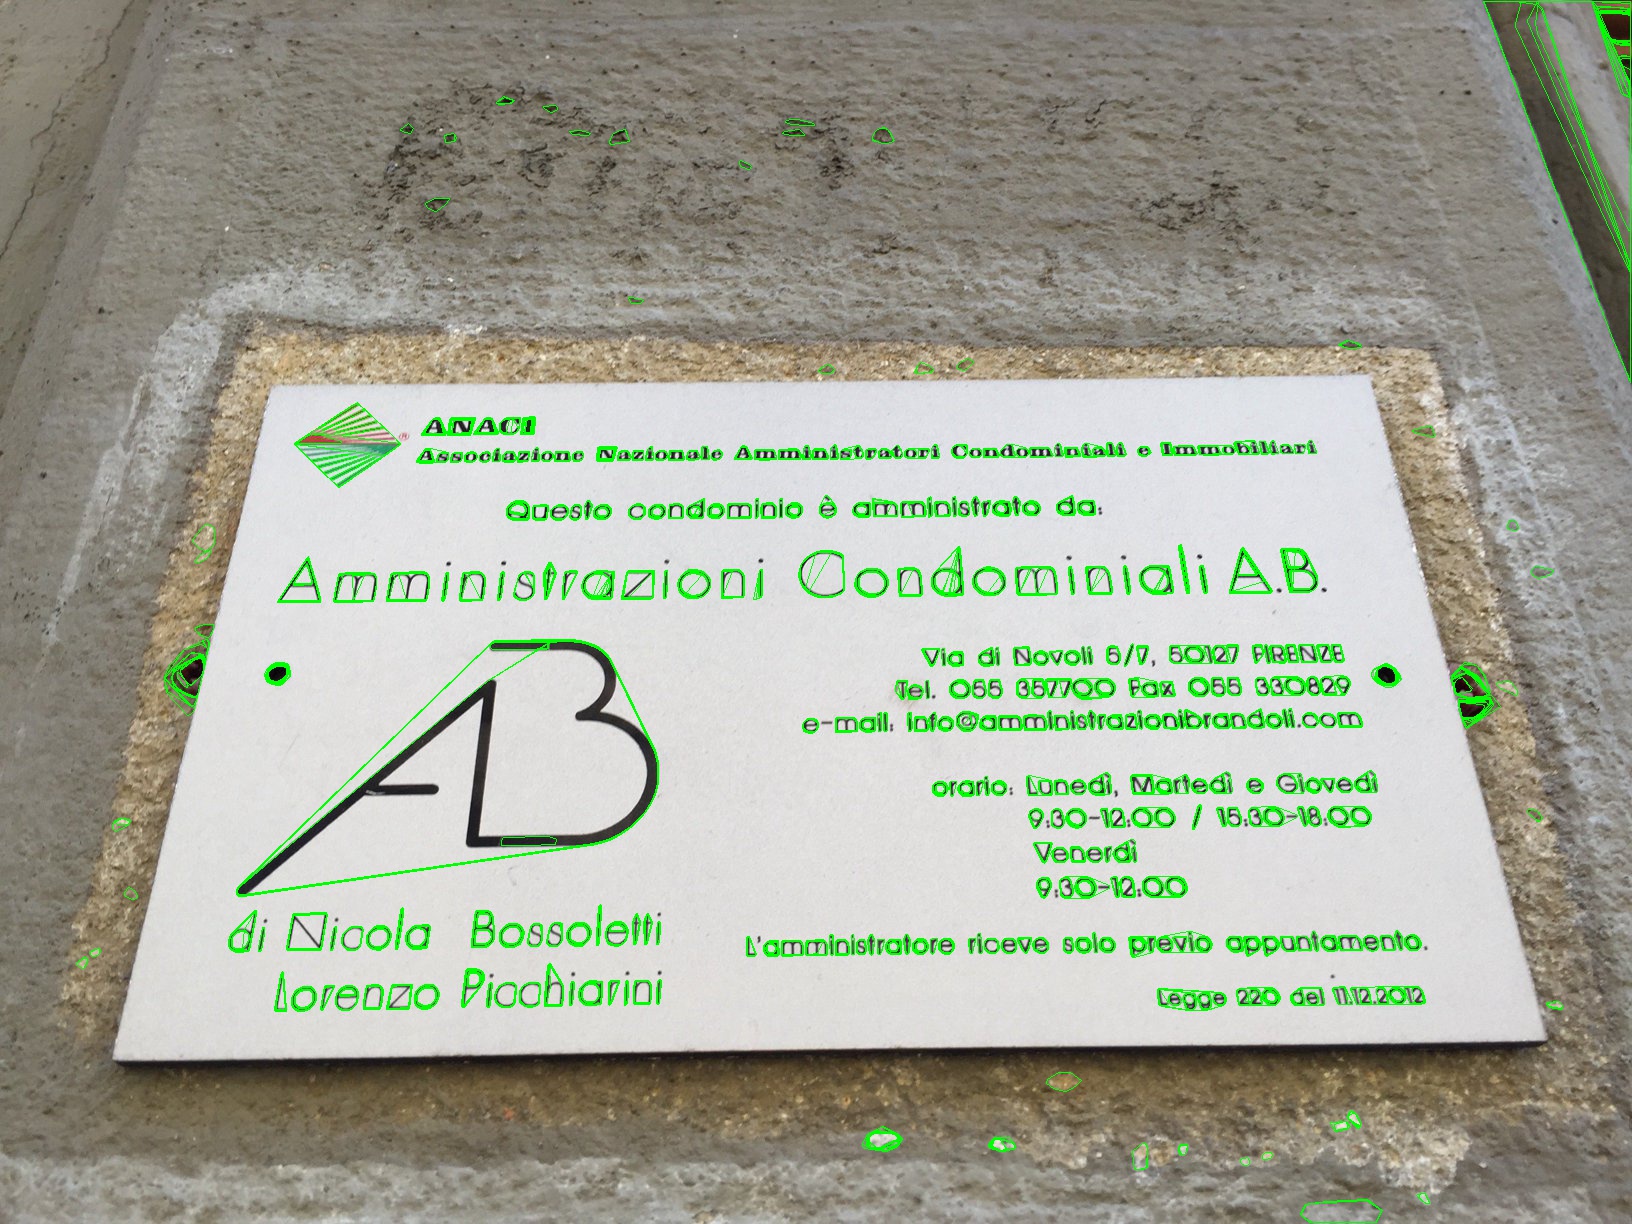 ANACI
Associazione Nazionale Amministratori Condominiali e Immobiliari
Questo condominio è amministrato da:
Amministrazioni Condominiali A.B.
AB
di Nicola Bossoletti
Lorenzo Picchiarini
Via di Novoli 5/7, 50127 FIRENZE
Tel. 055 357700 Fax 055 330829
e-mail: info@amministrazionibrandoli.com
orario: Lunedì, Martedì e Giovedì
9:30-12:00 / 15:30-18:00
Venerdì
9:30-12:00
L'amministratore riceve solo previo appuntamento.
Legge 220 del 11.12.2012